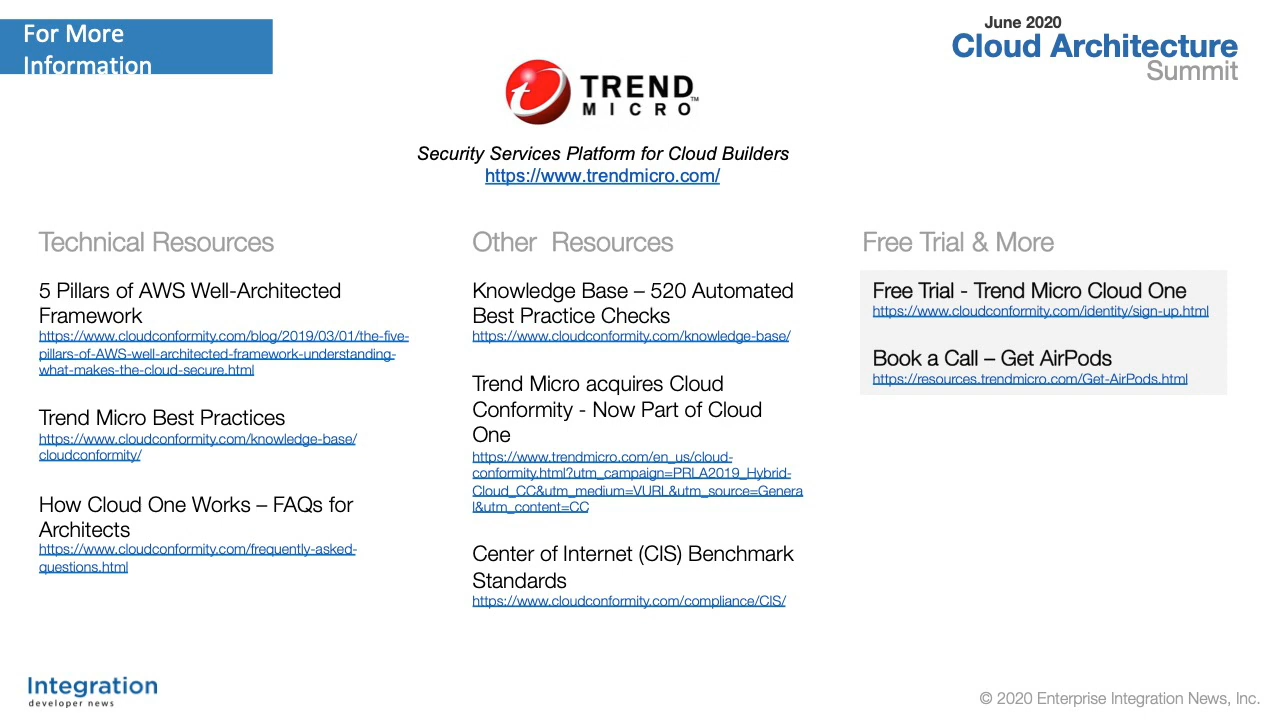 For More
Information
June 2020
Cloud Architecture
Summit
TREND
MICRO™
Security Services Platform for Cloud Builders
https://www.trendmicro.com/
Technical Resources
5 Pillars of AWS Well-Architected
Framework
https://www.cloudconformity.com/blog/2019/03/01/the-five-
pillars-of-AWS-well-architected-framework-understanding-
what-makes-the-cloud-secure.html
Trend Micro Best Practices
https://www.cloudconformity.com/knowledge-base/
cloudconformity/
How Cloud One Works – FAQs for
Architects
https://www.cloudconformity.com/frequently-asked-
questions.html
Other Resources
Knowledge Base – 520 Automated
Best Practice Checks
https://www.cloudconformity.com/knowledge-base/
Trend Micro acquires Cloud
Conformity - Now Part of Cloud
One
https://www.trendmicro.com/en_us/cloud-
conformity.html?utm_campaign=PRLA2019_Hybrid-
Cloud_CC&utm_medium=VURL&utm_source=Genera
l&utm_content=CC
Center of Internet (CIS) Benchmark
Standards
https://www.cloudconformity.com/compliance/CIS/
Free Trial & More
Free Trial - Trend Micro Cloud One
https://www.cloudconformity.com/identity/sign-up.html
Book a Call – Get AirPods
https://resources.trendmicro.com/Get-AirPods.html
Integration
developer news
© 2020 Enterprise Integration News, Inc.